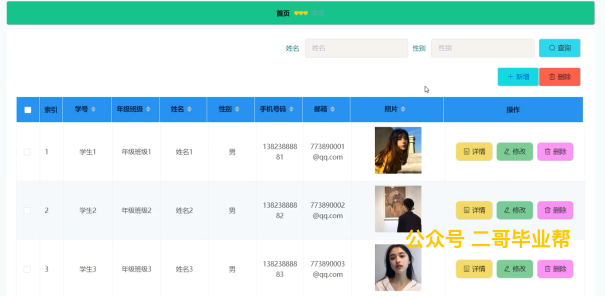 首页
姓名 姓名 性别 性别 查询
+ 新增 删除
索引 学号 年级班级 姓名 性别 手机号码 邮箱 照片 操作
1 学生1 年级班级1 姓名1 男 13823888881 773890001@qq.com 详情 修改 删除
2 学生2 年级班级2 姓名2 男 13823888882 773890002@qq.com 详情 修改 删除
公众号 二哥毕业帮
3 学生3 年级班级3 姓名3 男 13823888883 773890003@qq.com 详情 修改 删除